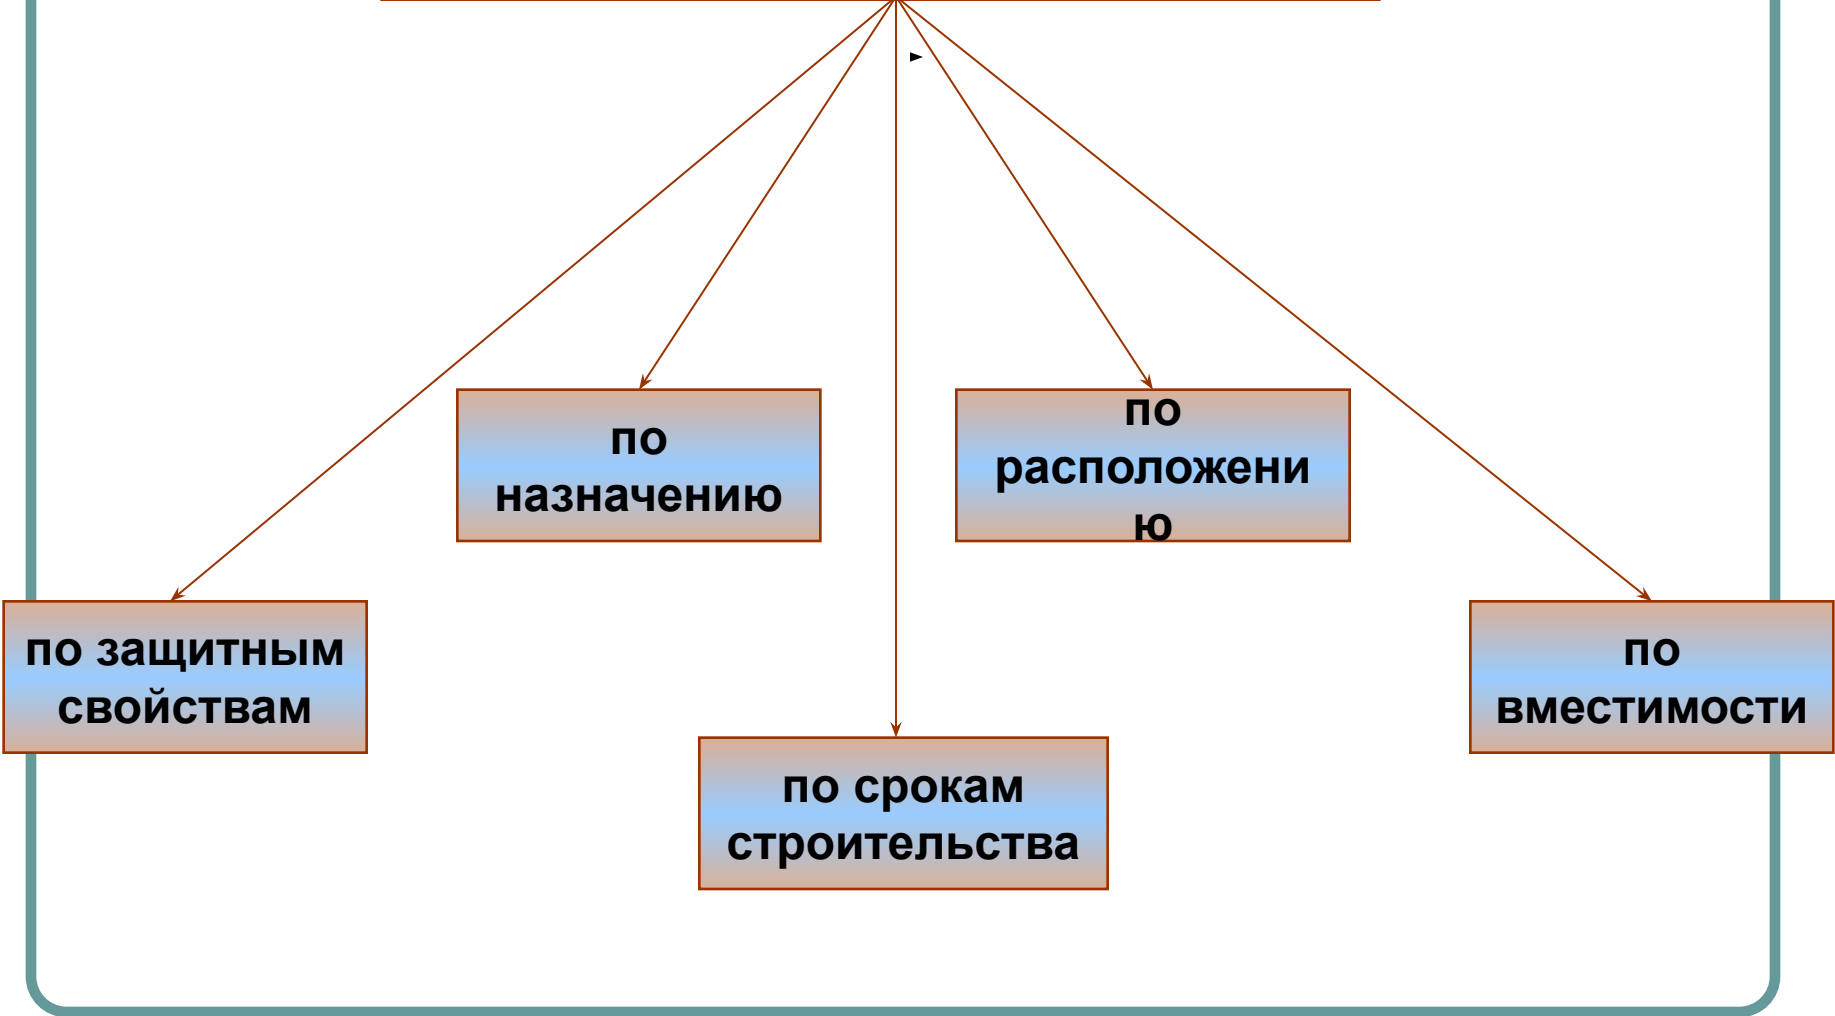 по
назначению
по
расположени
ю
по защитным
свойствам
по
вместимости
по срокам
строительства